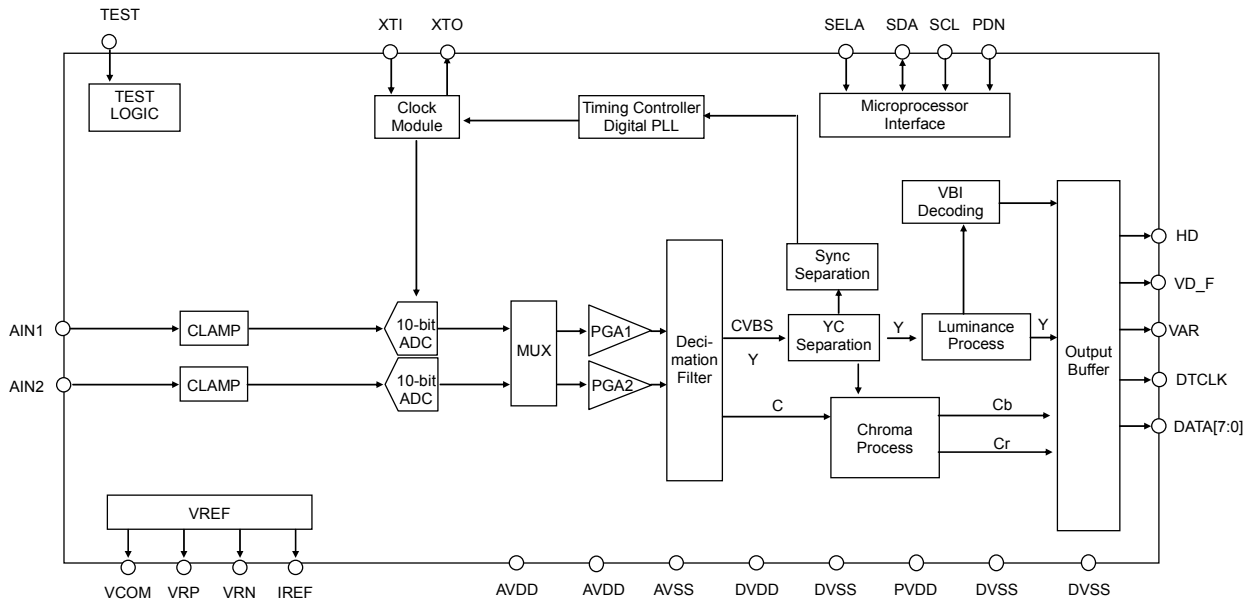 TEST
XTI
XTO
SELA
SDA
SCL
PDN
TEST
LOGIC
Clock
Module
Timing Controller
Digital PLL
Microprocessor
Interface
VBI
Decoding
HD
Sync
Separation
VD_F
AIN1
CLAMP
10-bit
ADC
MUX
PGA1
Deci-
mation
Filter
CVBS
Y
YC
Separation
Y
Luminance
Process
Y
Output
Buffer
VAR
AIN2
CLAMP
10-bit
ADC
PGA2
DTCLK
C
Chroma
Process
Cb
Cr
DATA[7:0]
VREF
VCOM
VRP
VRN
IREF
AVDD
AVDD
AVSS
DVDD
DVSS
PVDD
DVSS
DVSS